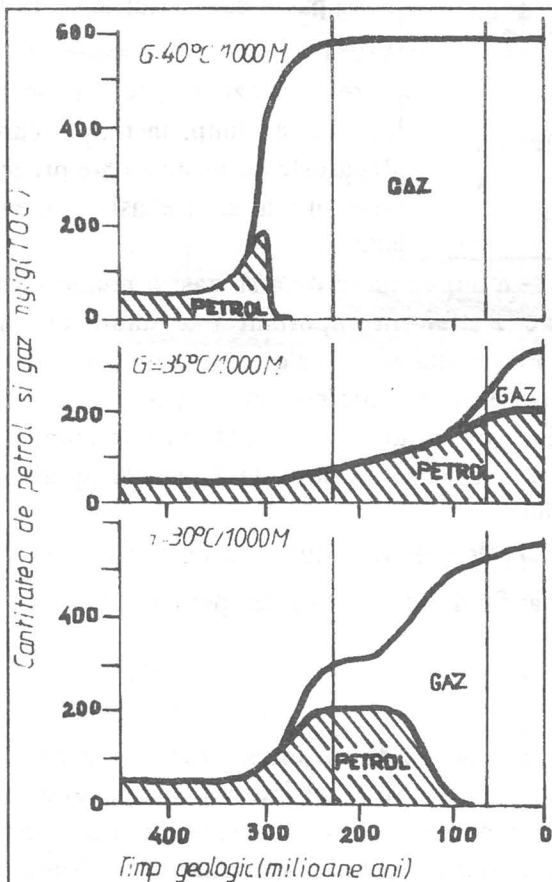 600
G=40°C/1000M
400
GAZ
200
PETROL
0
G=35°C/1000M
GAZ
200
PETROL
0
=30°C/1000M
400
GAZ
200
PETROL
0
400 300 200 100 0
Timp geologic (milioane ani)
Cantitatea de petrol si gaz mg/g (TOC)